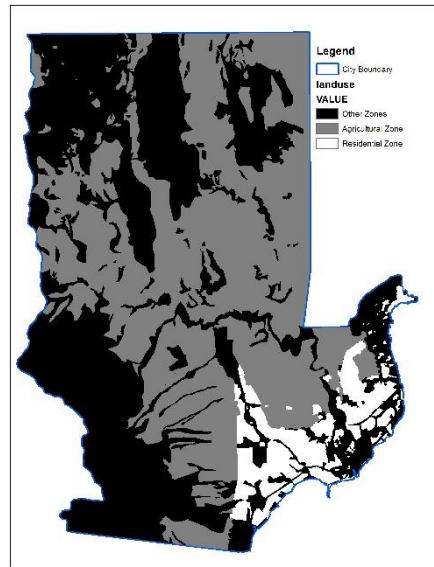 Legend
City Boundary
landuse
VALUE
Other Zones
Agricultural Zone
Residential Zone